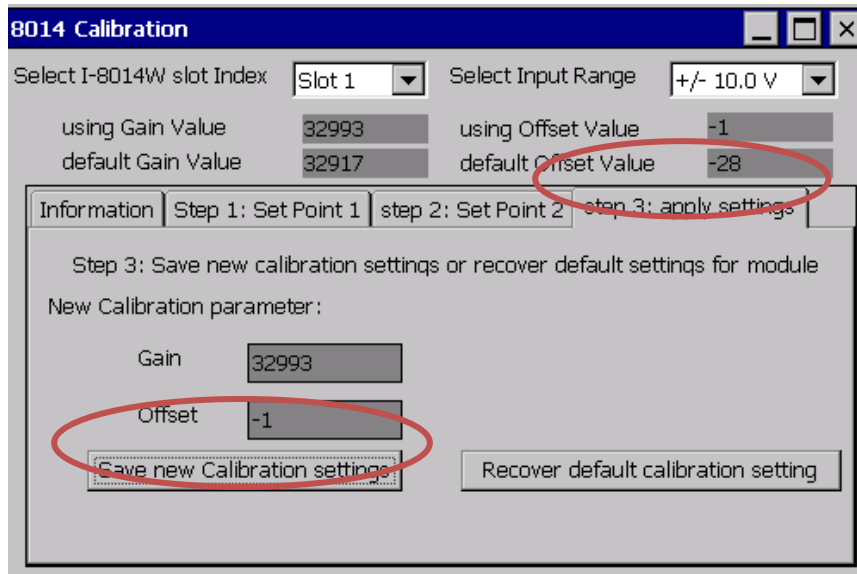 8014 Calibration
Select I-8014W slot Index Slot 1 Select Input Range +/- 10.0 V
using Gain Value 32993 using Offset Value -1
default Gain Value 32917 default Offset Value -28
Information Step 1: Set Point 1 step 2: Set Point 2 step 3: apply settings
Step 3: Save new calibration settings or recover default settings for module
New Calibration parameter:
Gain 32993
Offset -1
Save new Calibration settings Recover default calibration setting